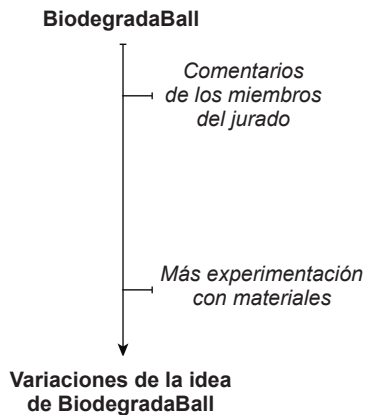 BiodegradaBall
Comentarios
de los miembros
del jurado
Más experimentación
con materiales
Variaciones de la idea
de BiodegradaBall